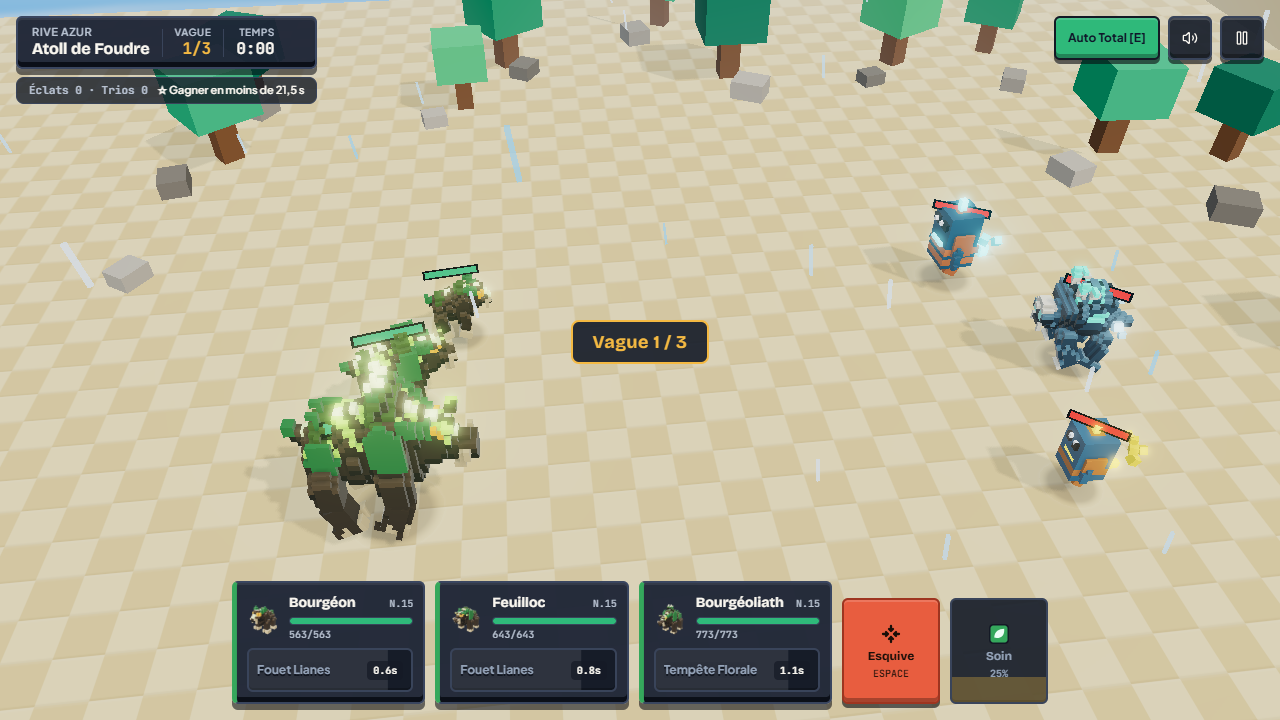 RIVE AZUR
Atoll de Foudre
VAGUE
1/3
TEMPS
0:00
Éclats 0 · Trios 0 ★ Gagner en moins de 21,5 s
Auto Total [E]
Vague 1 / 3
Bourgéon N.15
563/563
Fouet Lianes 0.6s
Feuilloc N.15
643/643
Fouet Lianes 0.8s
Bourgéoliath N.15
773/773
Tempête Florale 1.1s
Esquive
ESPACE
Soin
25%